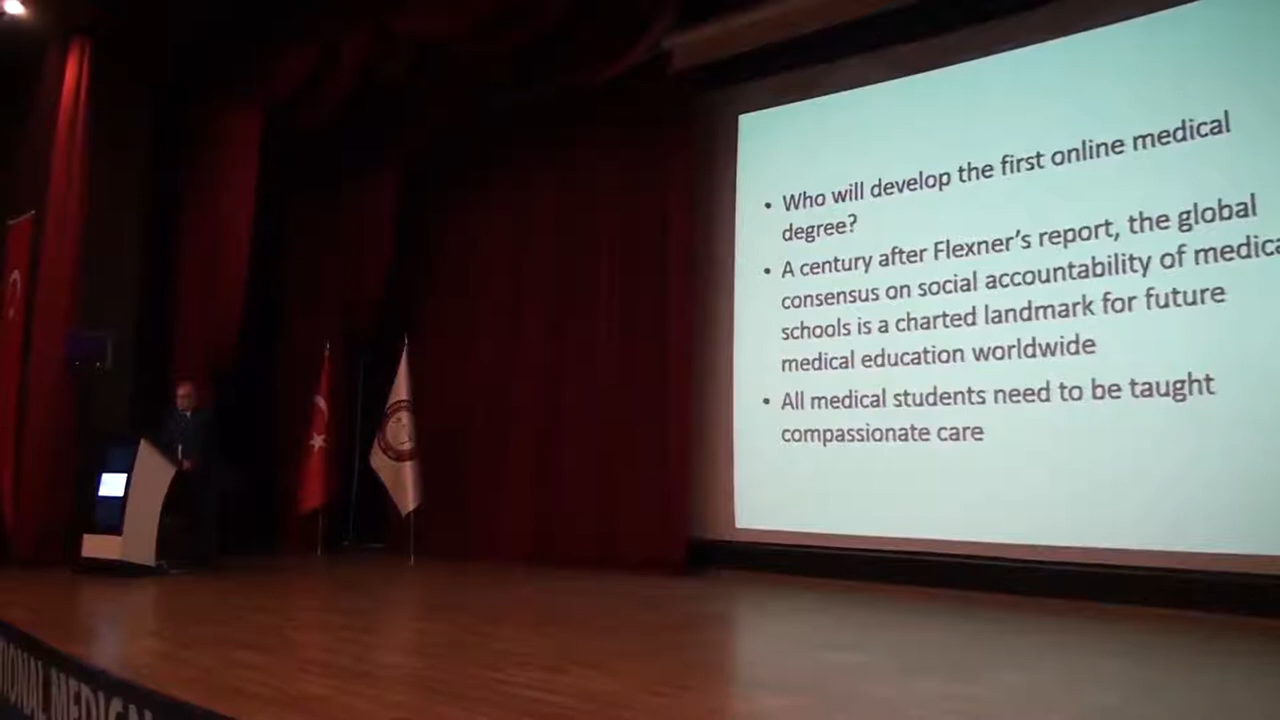 • Who will develop the first online medical
degree?
• A century after Flexner's report, the global
consensus on social accountability of medica
schools is a charted landmark for future
medical education worldwide
• All medical students need to be taught
compassionate care
TIONAL MEDICAL